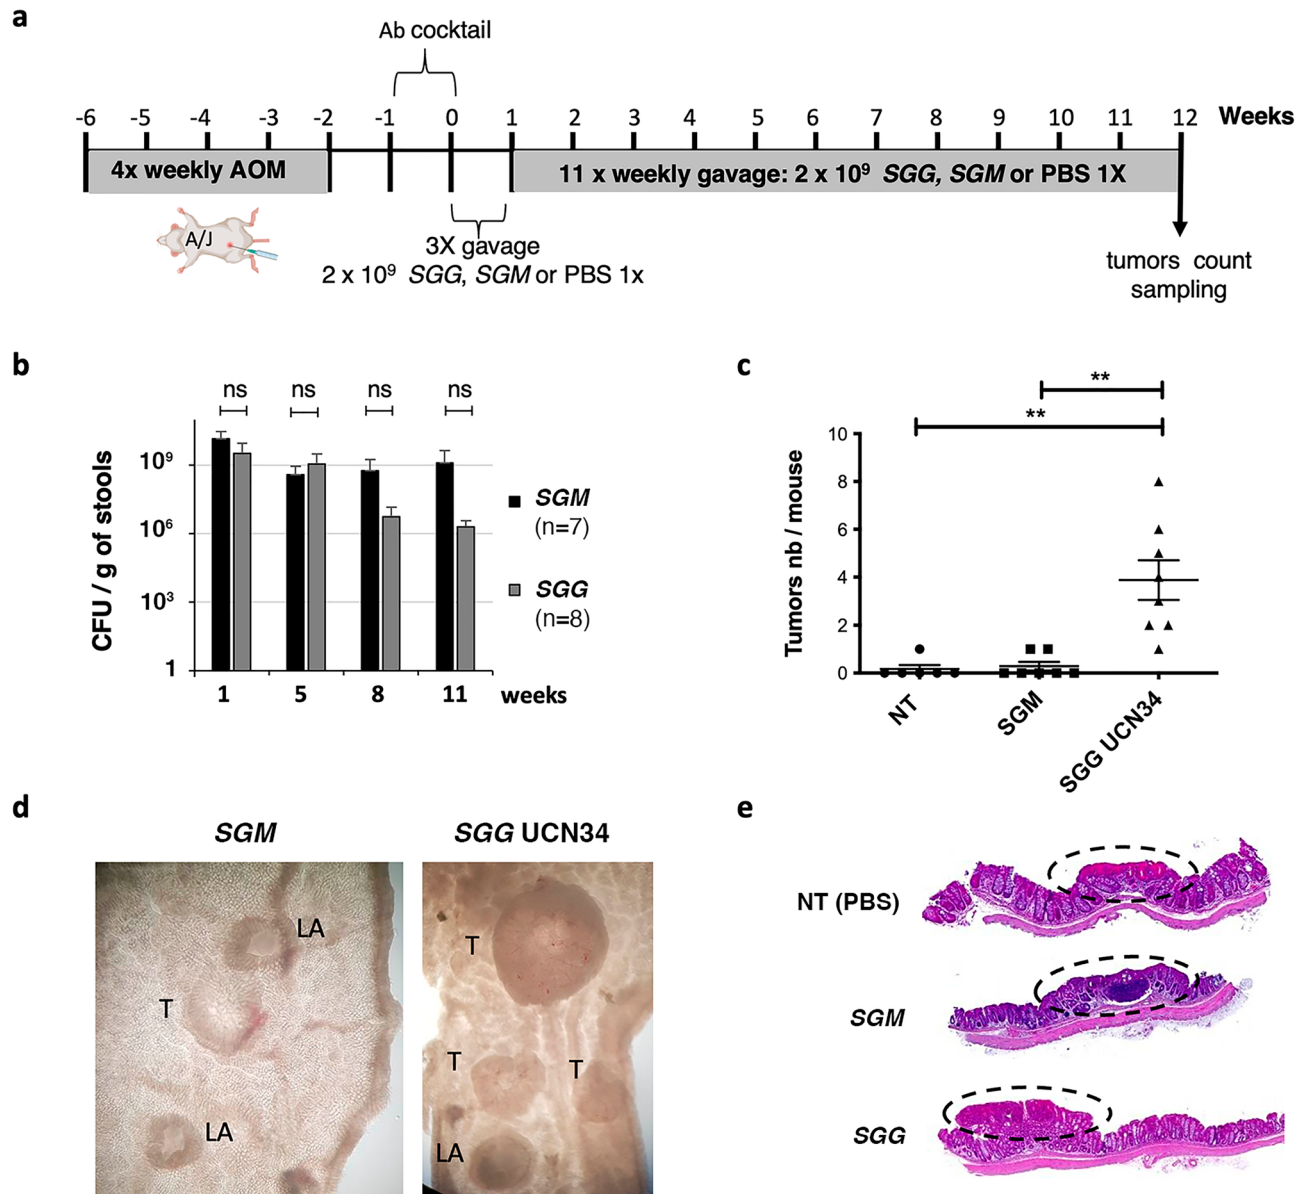 a
Ab cocktail
-6 -5 -4 -3 -2 -1 0 1 2 3 4 5 6 7 8 9 10 11 12 Weeks
4x weekly AOM
11 x weekly gavage: 2 x 10⁹ SGG, SGM or PBS 1X
A/J
3X gavage
2 x 10⁹ SGG, SGM or PBS 1x
tumors count
sampling
b
ns ns ns ns
CFU / g of stools
10⁹
10⁶
10³
1
1 5 8 11 weeks
SGM
(n=7)
SGG
(n=8)
c
**
**
Tumors nb / mouse
10
8
6
4
2
0
NT
SGM
SGG UCN34
d
SGM
LA
T
LA
SGG UCN34
T
T T
LA
e
NT (PBS)
SGM
SGG